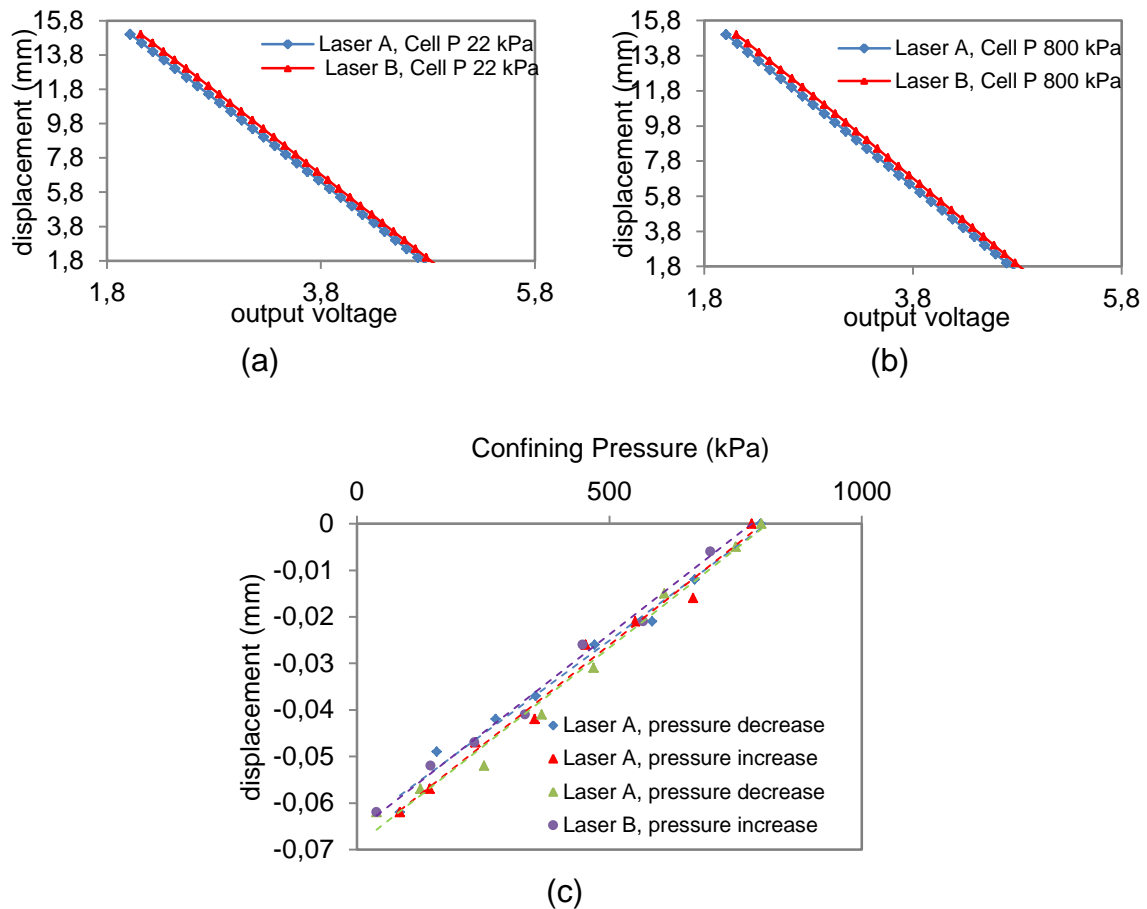 15,8
13,8
11,8
9,8
7,8
5,8
3,8
1,8
displacement (mm)
Laser A, Cell P 22 kPa
Laser B, Cell P 22 kPa
1,8 3,8 5,8
output voltage
(a)
15,8
13,8
11,8
9,8
7,8
5,8
3,8
1,8
displacement (mm)
Laser A, Cell P 800 kPa
Laser B, Cell P 800 kPa
1,8 3,8 5,8
output voltage
(b)
Confining Pressure (kPa)
0 500 1000
0
-0,01
-0,02
-0,03
-0,04
-0,05
-0,06
-0,07
displacement (mm)
Laser A, pressure decrease
Laser A, pressure increase
Laser A, pressure decrease
Laser B, pressure increase
(c)